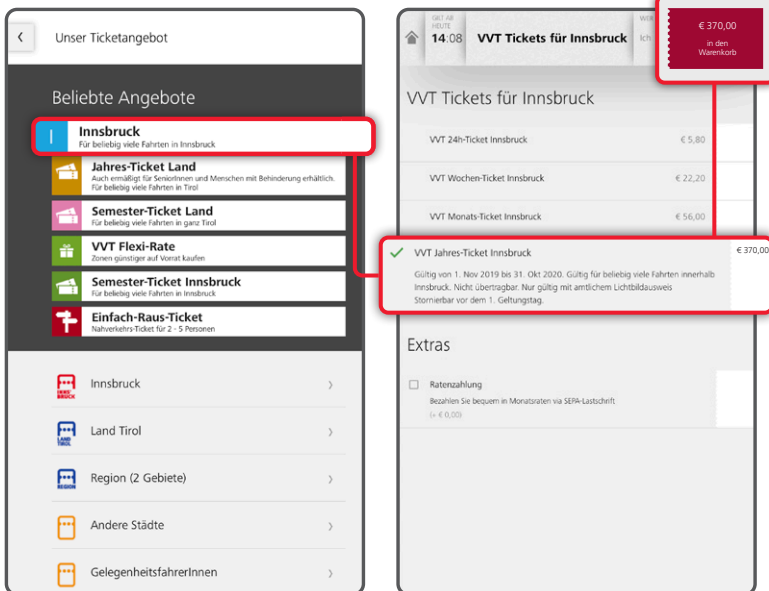 Unser Ticketangebot
Beliebte Angebote
Innsbruck
Für beliebig viele Fahrten in Innsbruck
Jahres-Ticket Land
Auch ermäßigt für SeniorInnen und Menschen mit Behinderung erhältlich.
Für beliebig viele Fahrten in Tirol
Semester-Ticket Land
Für beliebig viele Fahrten in ganz Tirol
VVT Flexi-Rate
Zonen günstiger auf Vorrat kaufen
Semester-Ticket Innsbruck
Für beliebig viele Fahrten in Innsbruck
Einfach-Raus-Ticket
Nahverkehrs-Ticket für 2 - 5 Personen
INNS'
BRUCK
Innsbruck
LAND
TIROL
Land Tirol
REGION
Region (2 Gebiete)
Andere Städte
GelegenheitsfahrerInnen
GILT AB
HEUTE
14:08
VVT Tickets für Innsbruck
Ich
€ 370,00
in den
Warenkorb
VVT Tickets für Innsbruck
VVT 24h-Ticket Innsbruck € 5,80
VVT Wochen-Ticket Innsbruck € 22,20
VVT Monats-Ticket Innsbruck € 56,00
VVT Jahres-Ticket Innsbruck € 370,00
Gültig von 1. Nov 2019 bis 31. Okt 2020. Gültig für beliebig viele Fahrten innerhalb
Innsbruck. Nicht übertragbar. Nur gültig mit amtlichem Lichtbildausweis
Stornierbar vor dem 1. Geltungstag.
Extras
Ratenzahlung
Bezahlen Sie bequem in Monatsraten via SEPA-Lastschrift
(+ € 0,00)